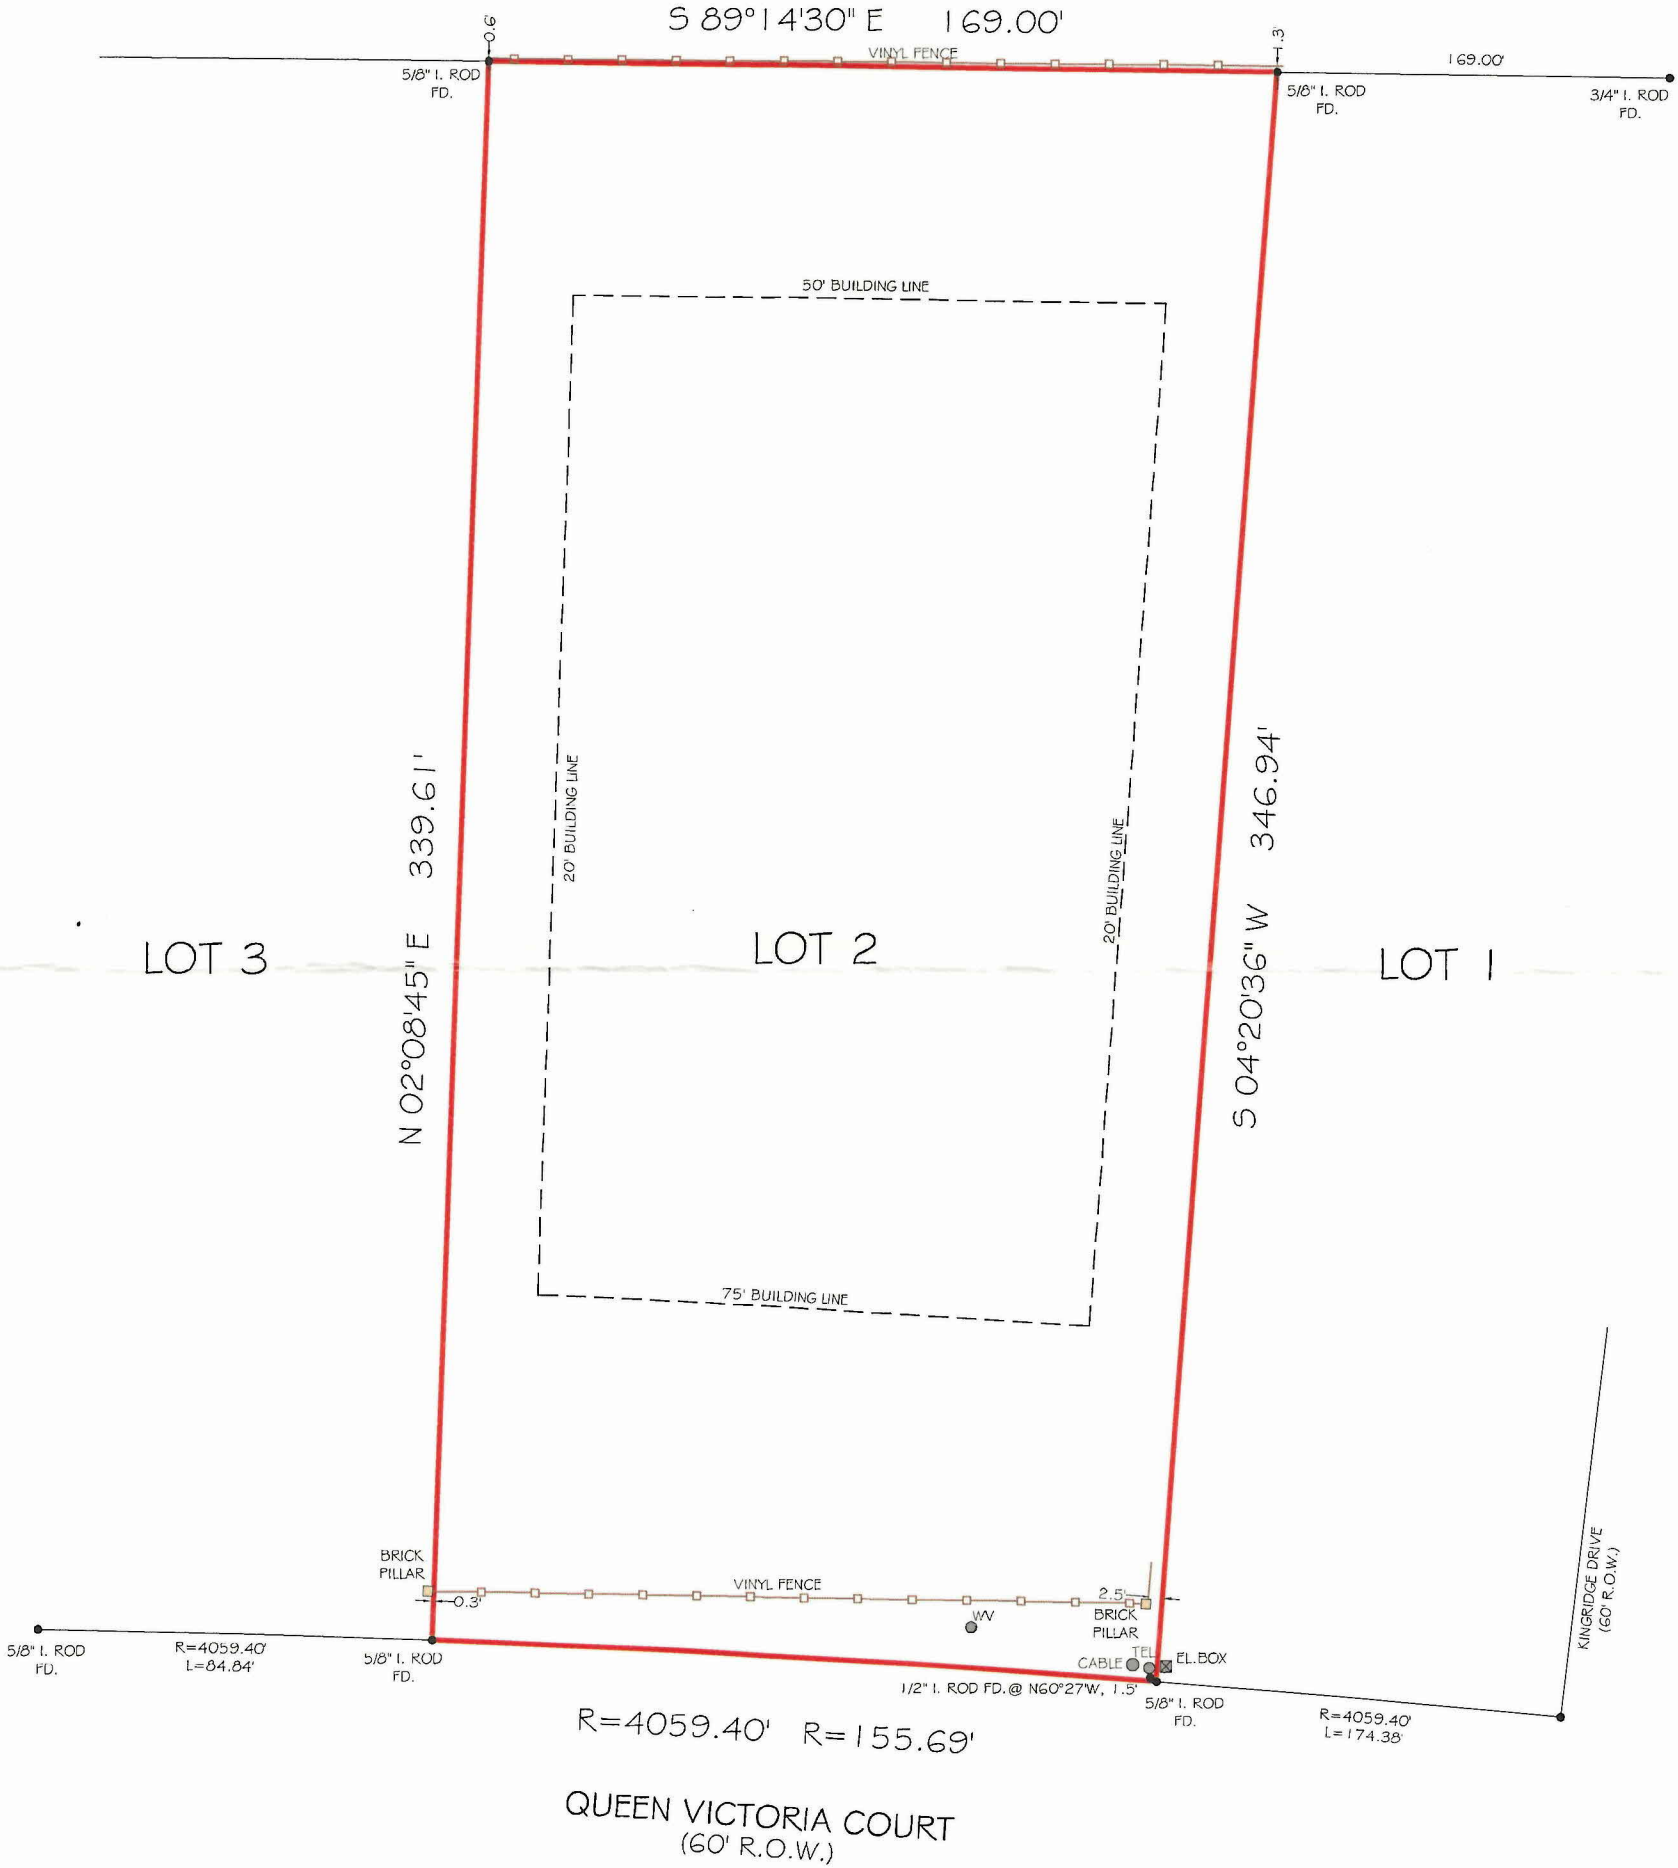 S 89°14'30" E 169.00'
0.6'
VINYL FENCE
169.00'
5/8" I. ROD
FD.
5/8" I. ROD
FD.
3/4" I. ROD
FD.
50' BUILDING LINE
20' BUILDING LINE
20' BUILDING LINE
N 02°08'45" E 339.61'
S 04°20'36" W 346.94'
LOT 3
LOT 2
LOT 1
75' BUILDING LINE
BRICK
PILLAR
VINYL FENCE
0.3'
2.5'
BRICK
PILLAR
WV
KINGRIDGE DRIVE
(60' R.O.W.)
5/8" I. ROD
FD.
R=4059.40'
L=84.84'
5/8" I. ROD
FD.
TEL
CABLE
EL.BOX
1/2" I. ROD FD.@ N60°27'W, 1.5'
5/8" I. ROD
FD.
R=4059.40'
L=174.38'
R=4059.40' R=155.69'
QUEEN VICTORIA COURT
(60' R.O.W.)